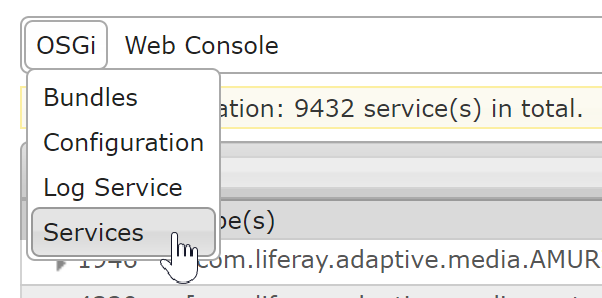 OSGi Web Console
Bundles
ation: 9432 service(s) in total.
Configuration
Log Service
Services
pe(s)
1946 com.liferay.adaptive.media.AMUR